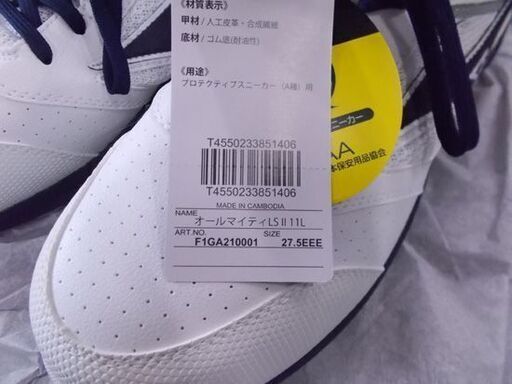 《材質表示》
甲材 / 人工皮革・合成繊維
底材 / ゴム底(耐油性)
《用途》
プロテクティブスニーカー（A種）用
T4550233851406
T4550233851406
MADE IN CAMBODIA
NAME オールマイティLSⅡ11L
ART.NO. SIZE
F1GA210001 27.5EEE
ニーカー
AA
本保安用品協会